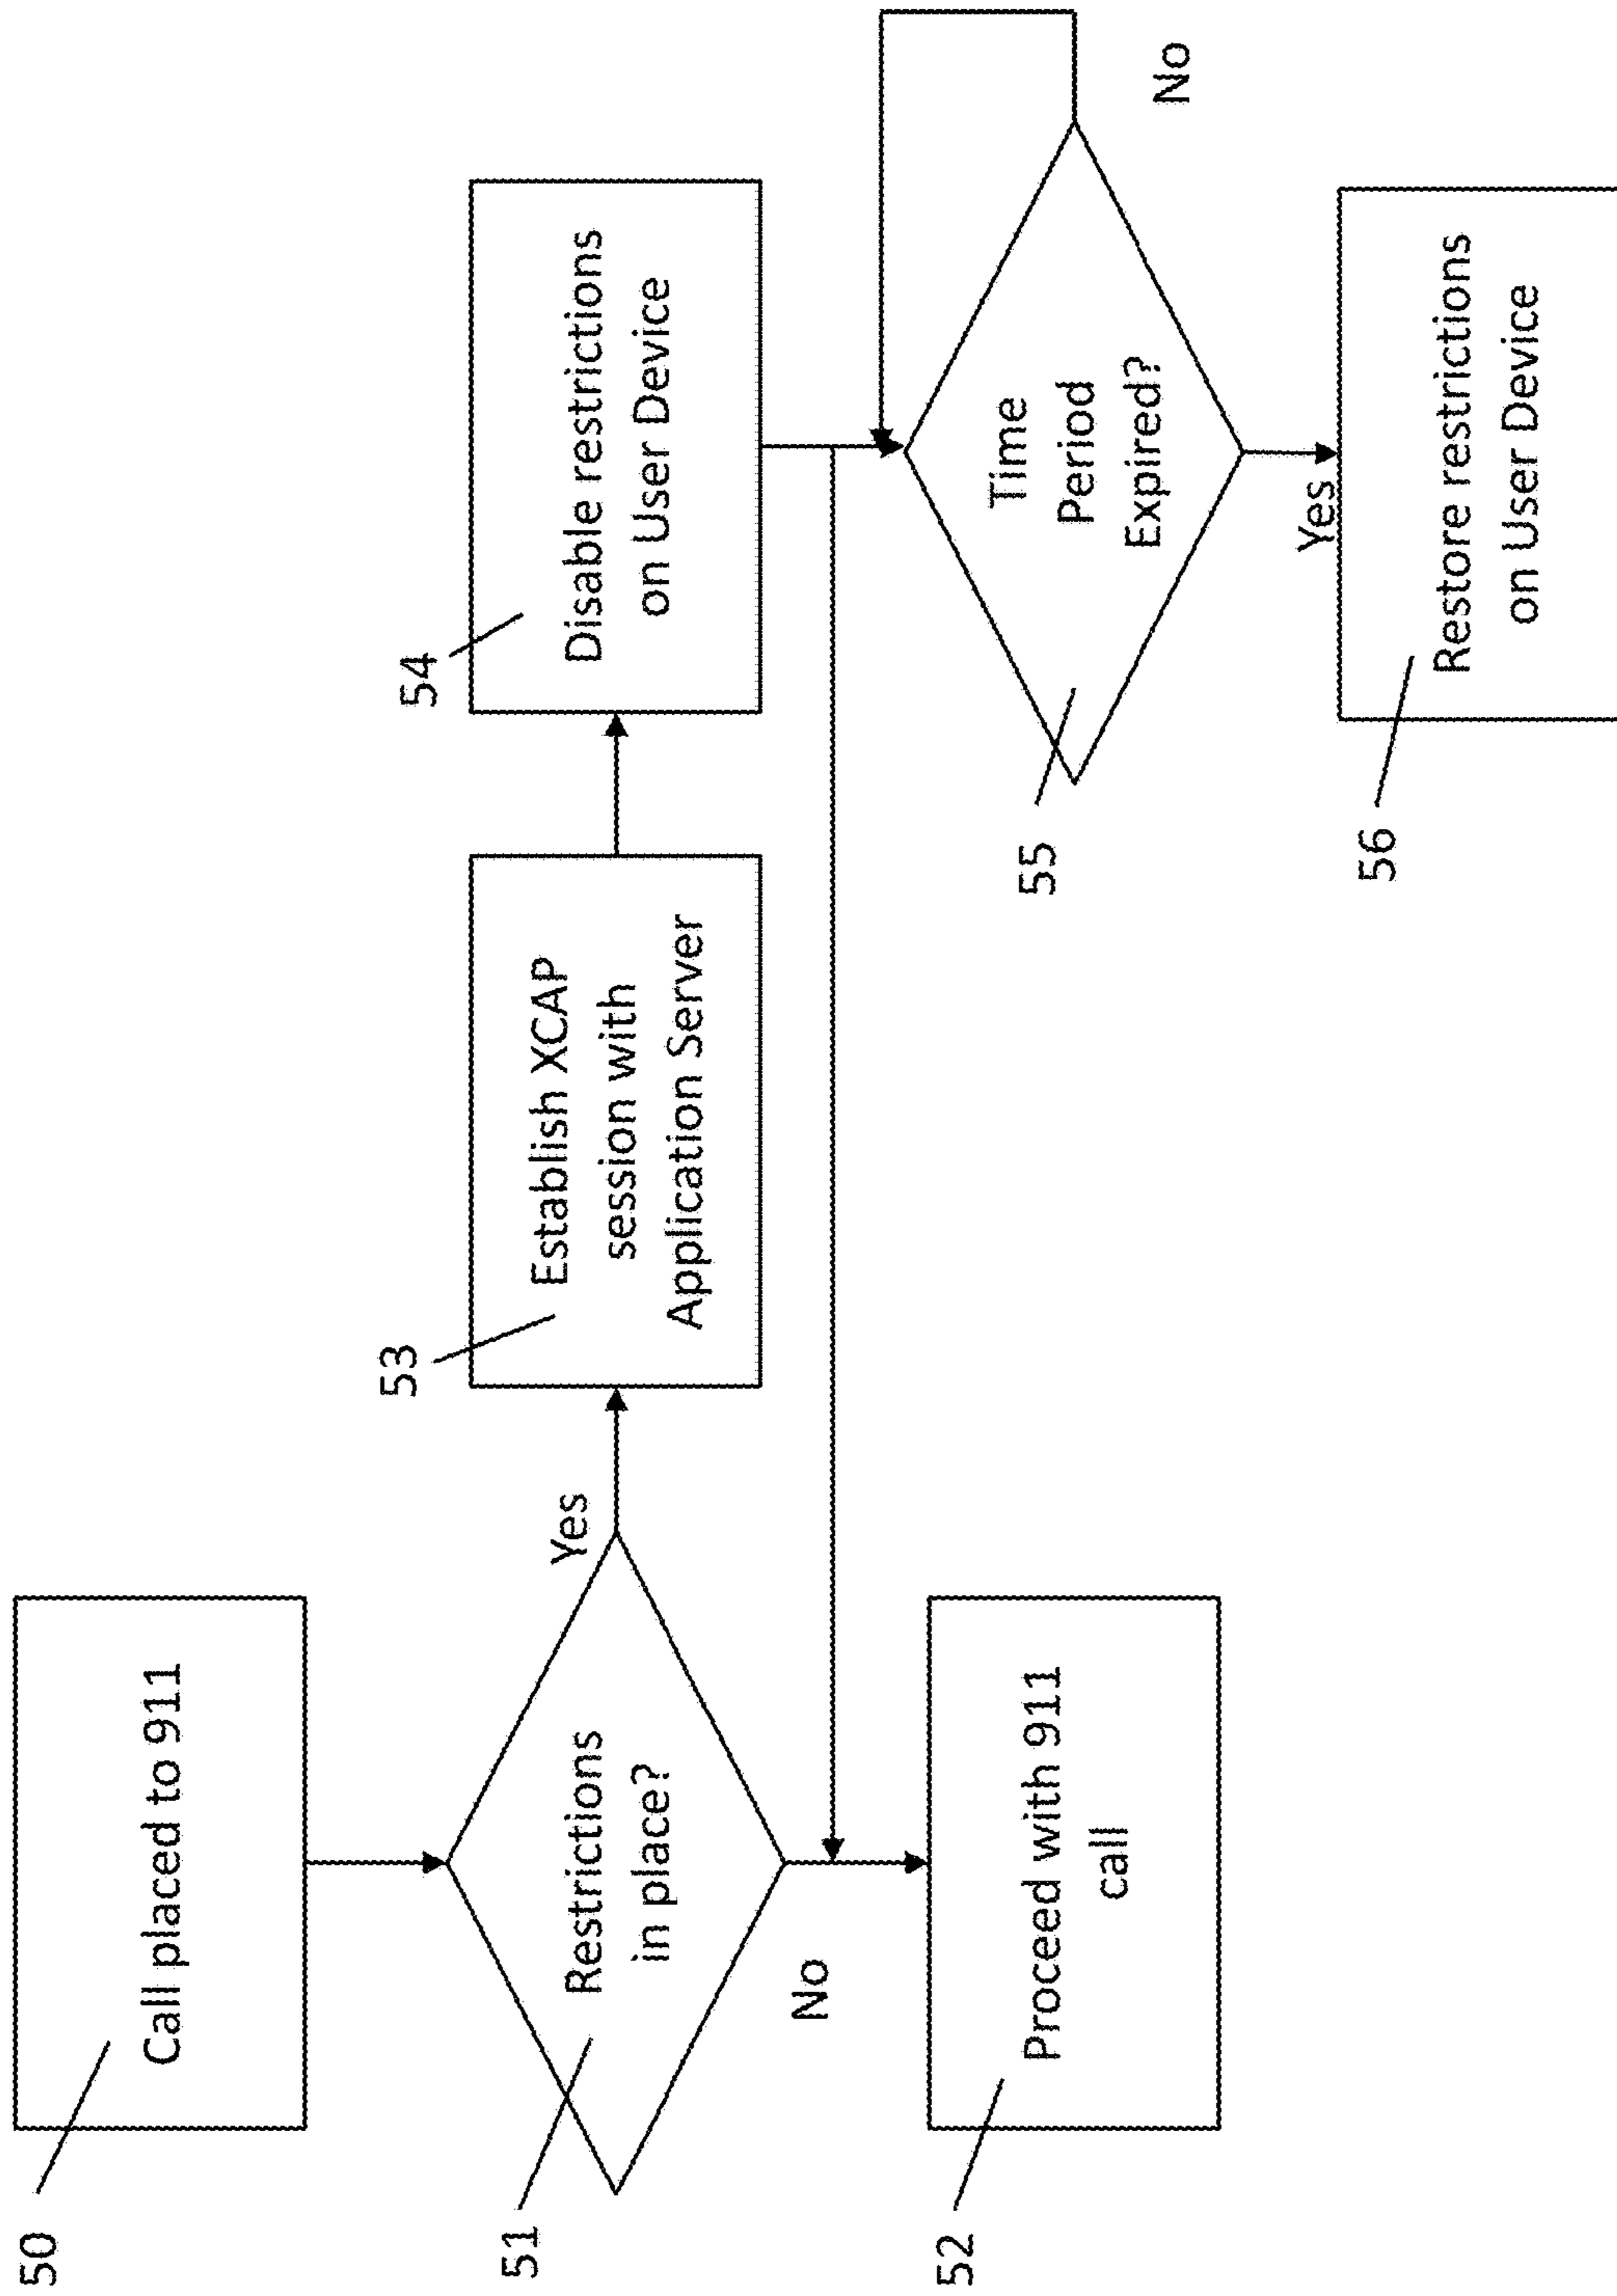 50
Call placed to 911
51
Restrictions
in place?
Yes
No
52
Proceed with 911
call
53
Establish XCAP
session with
Application Server
54
Disable restrictions
on User Device
55
Time
Period
Expired?
No
Yes
56
Restore restrictions
on User Device